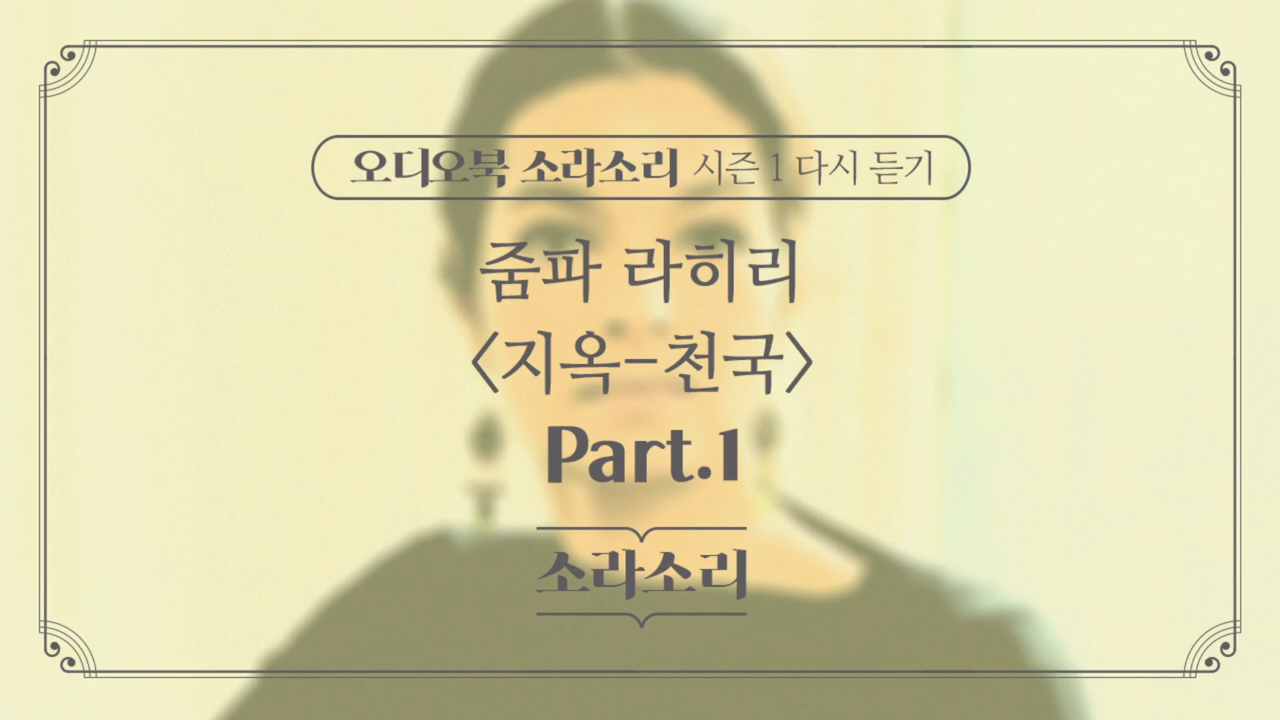 오디오북 소라소리 시즌 1 다시 듣기
줌파 라히리
〈지옥-천국〉
Part.1
소라소리